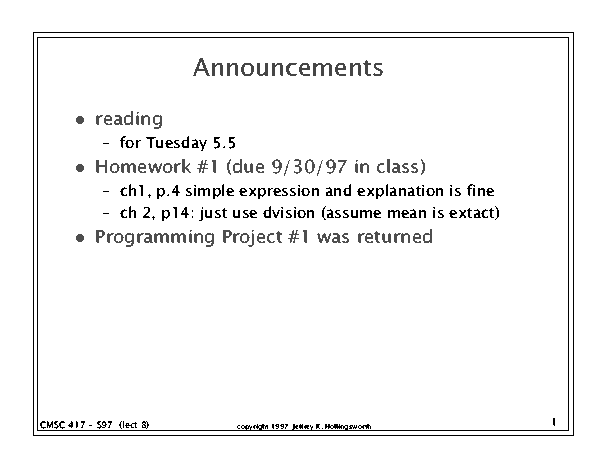 Announcements
● reading
– for Tuesday 5.5
● Homework #1 (due 9/30/97 in class)
– ch1, p.4 simple expression and explanation is fine
– ch 2, p14: just use dvision (assume mean is extact)
● Programming Project #1 was returned
CMSC 417 - S97 (lect 8)
copyright 1997 Jeffrey K. Hollingsworth
1